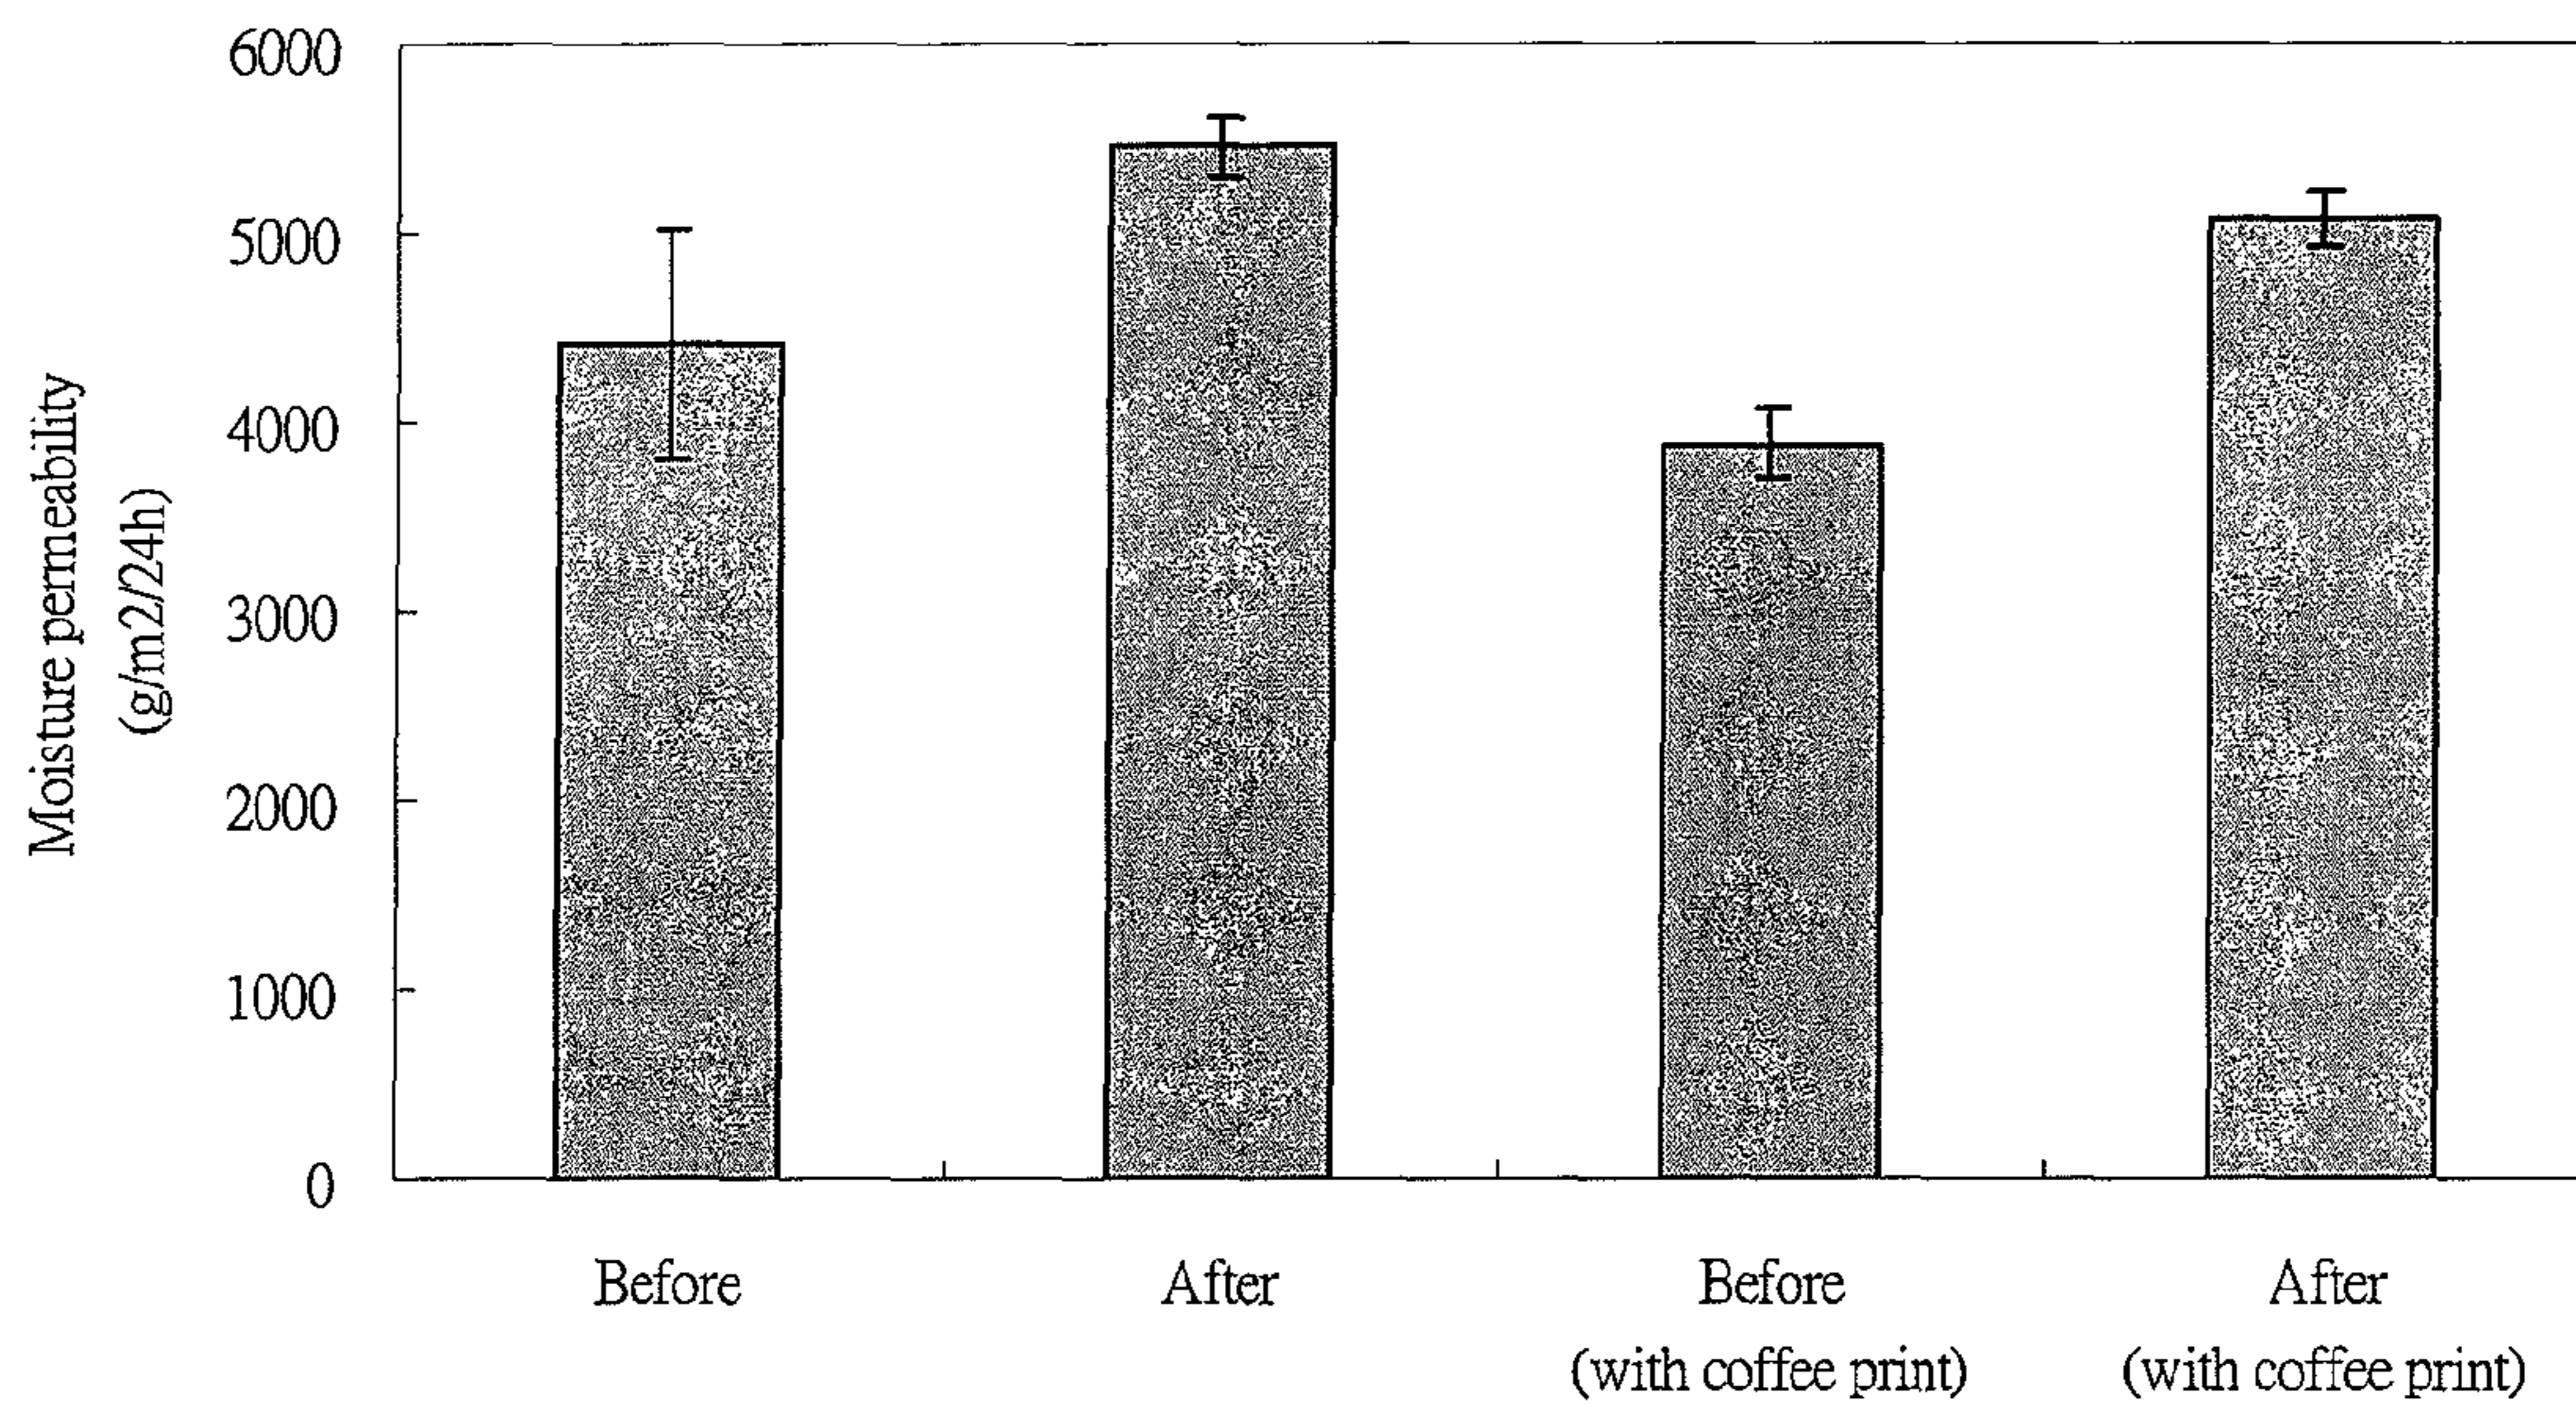 Moisture permeability
(g/m2/24h)
6000
5000
4000
3000
2000
1000
0
Before
After
Before
(with coffee print)
After
(with coffee print)